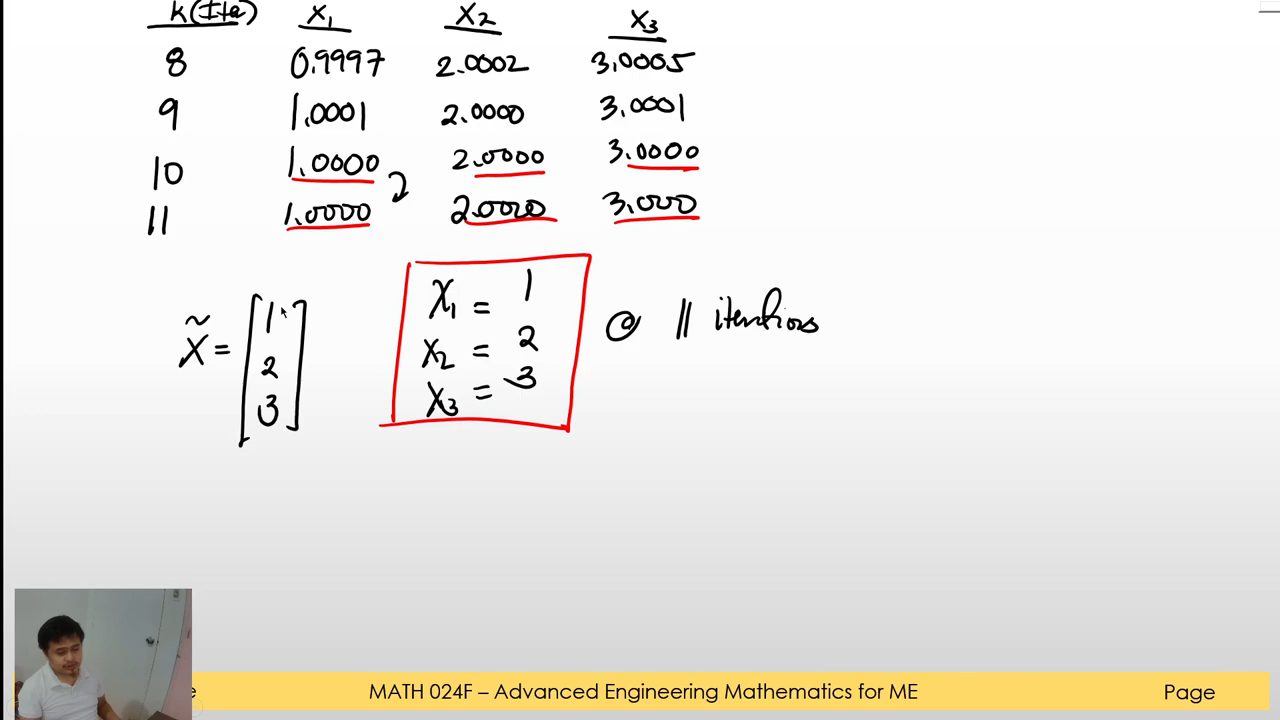 k(Ite) X1 X2 X3
8 0.9997 2.0002 3.0005
9 1.0001 2.0000 3.0001
10 1.0000 2.0000 3.0000
11 1.0000 2.0000 3.000
X̃ = [1 2 3]
X1 = 1
X2 = 2
X3 = 3
@ 11 iterations
MATH 024F – Advanced Engineering Mathematics for ME
Page